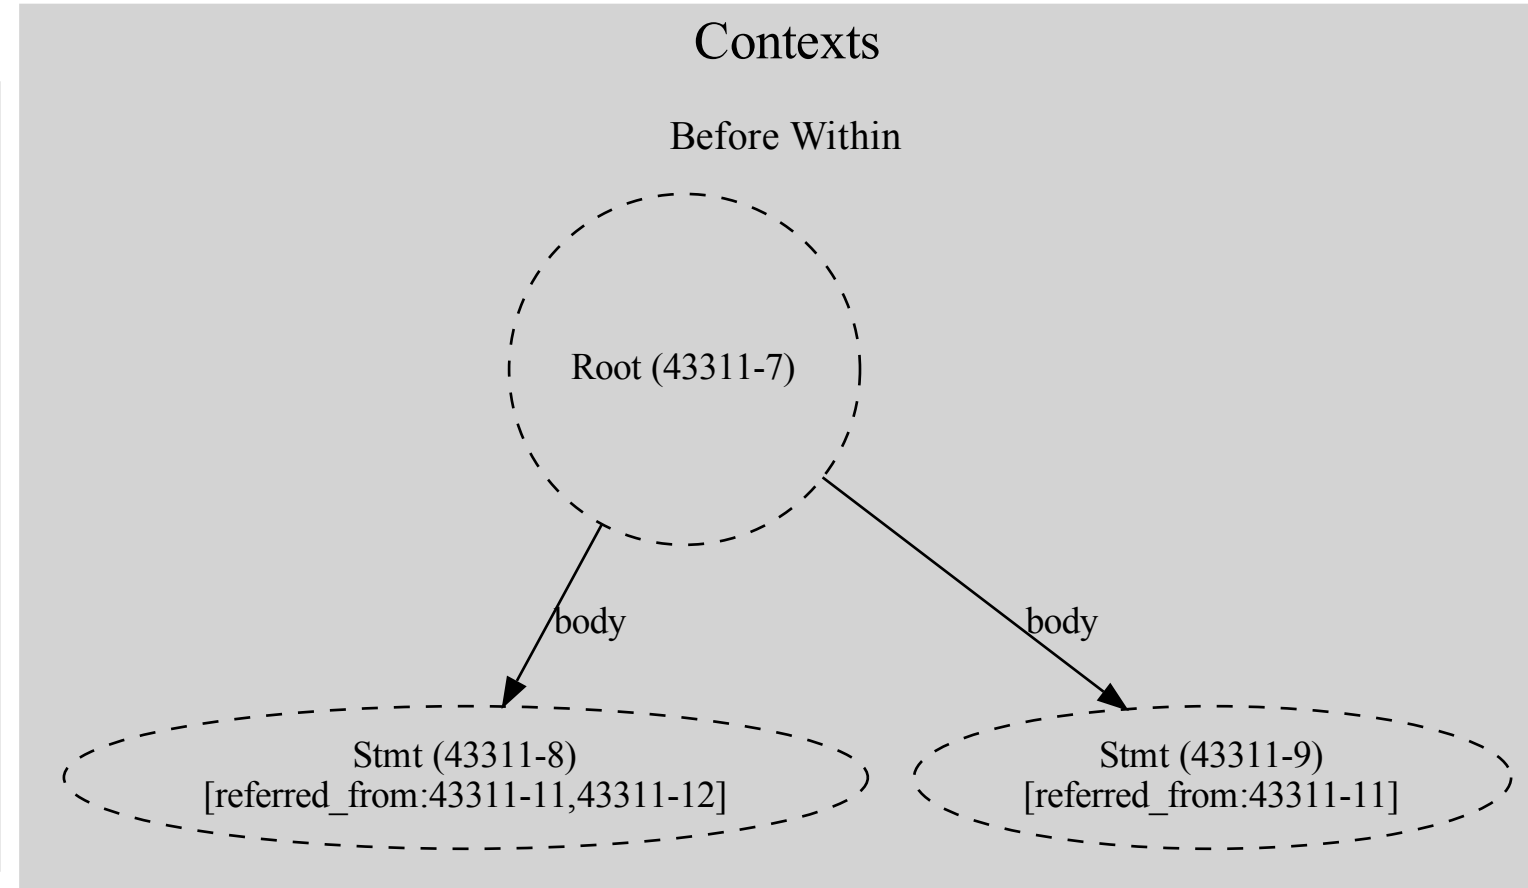 Contexts
Before Within
Root (43311-7)
body
body
Stmt (43311-8)
[referred_from:43311-11,43311-12]
Stmt (43311-9)
[referred_from:43311-11]